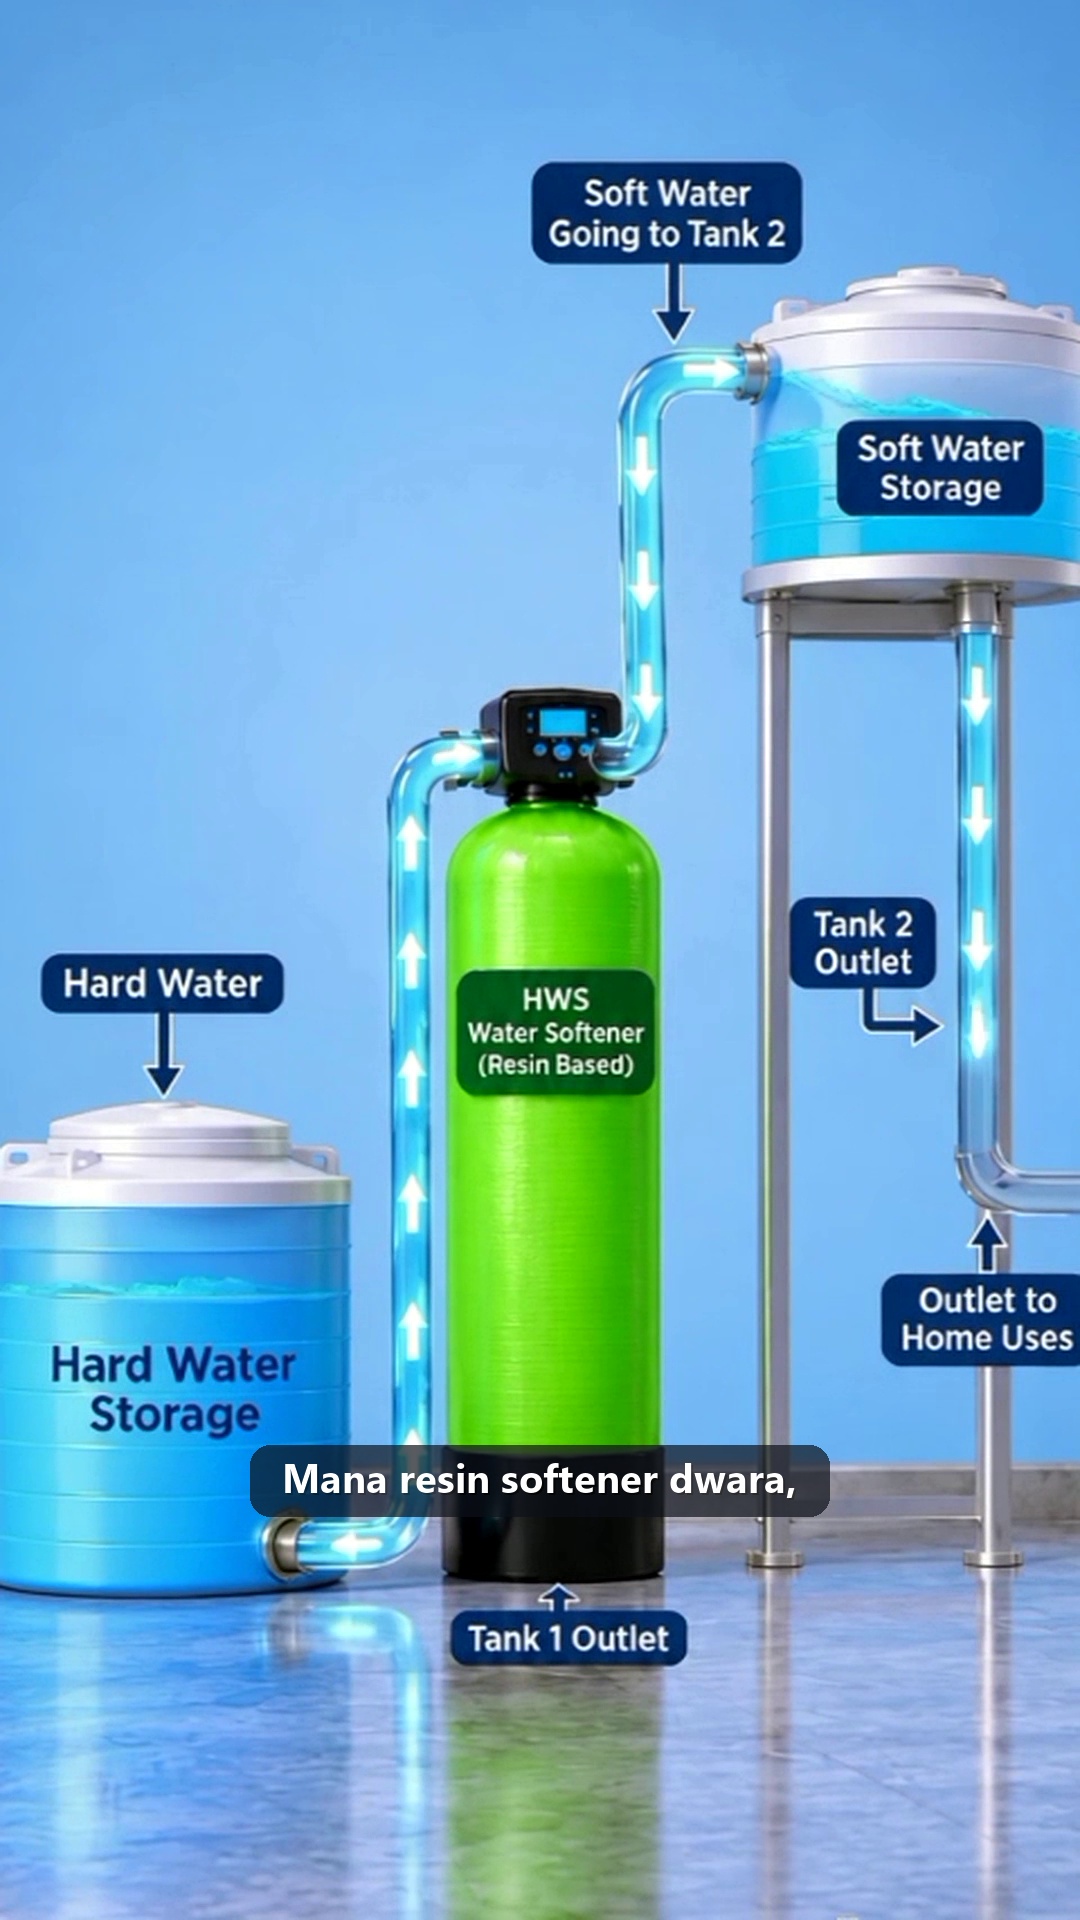 Soft Water
Going to Tank 2
Soft Water
Storage
Tank 2
Outlet
Hard Water
HWS
Water Softener
(Resin Based)
Outlet to
Home Uses
Hard Water
Storage
Mana resin softener dwara,
Tank 1 Outlet